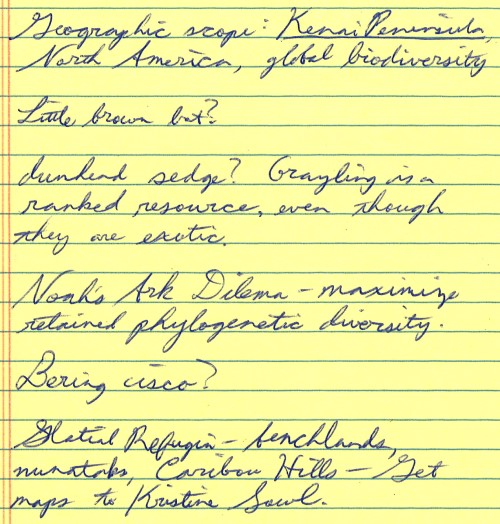 Geographic scope: Kenai Peninsula,
North America, global biodiversity
Little brown bat?
dunhead sedge? Grayling is a
ranked resource, even though
they are exotic.
Noah's Ark Dilema - maximize
retained phylogenetic diversity.
Bering cisco?
Glatial Refugia - benchlands,
nunataks, Caribou Hills - Get
maps to Kristine Sowl.